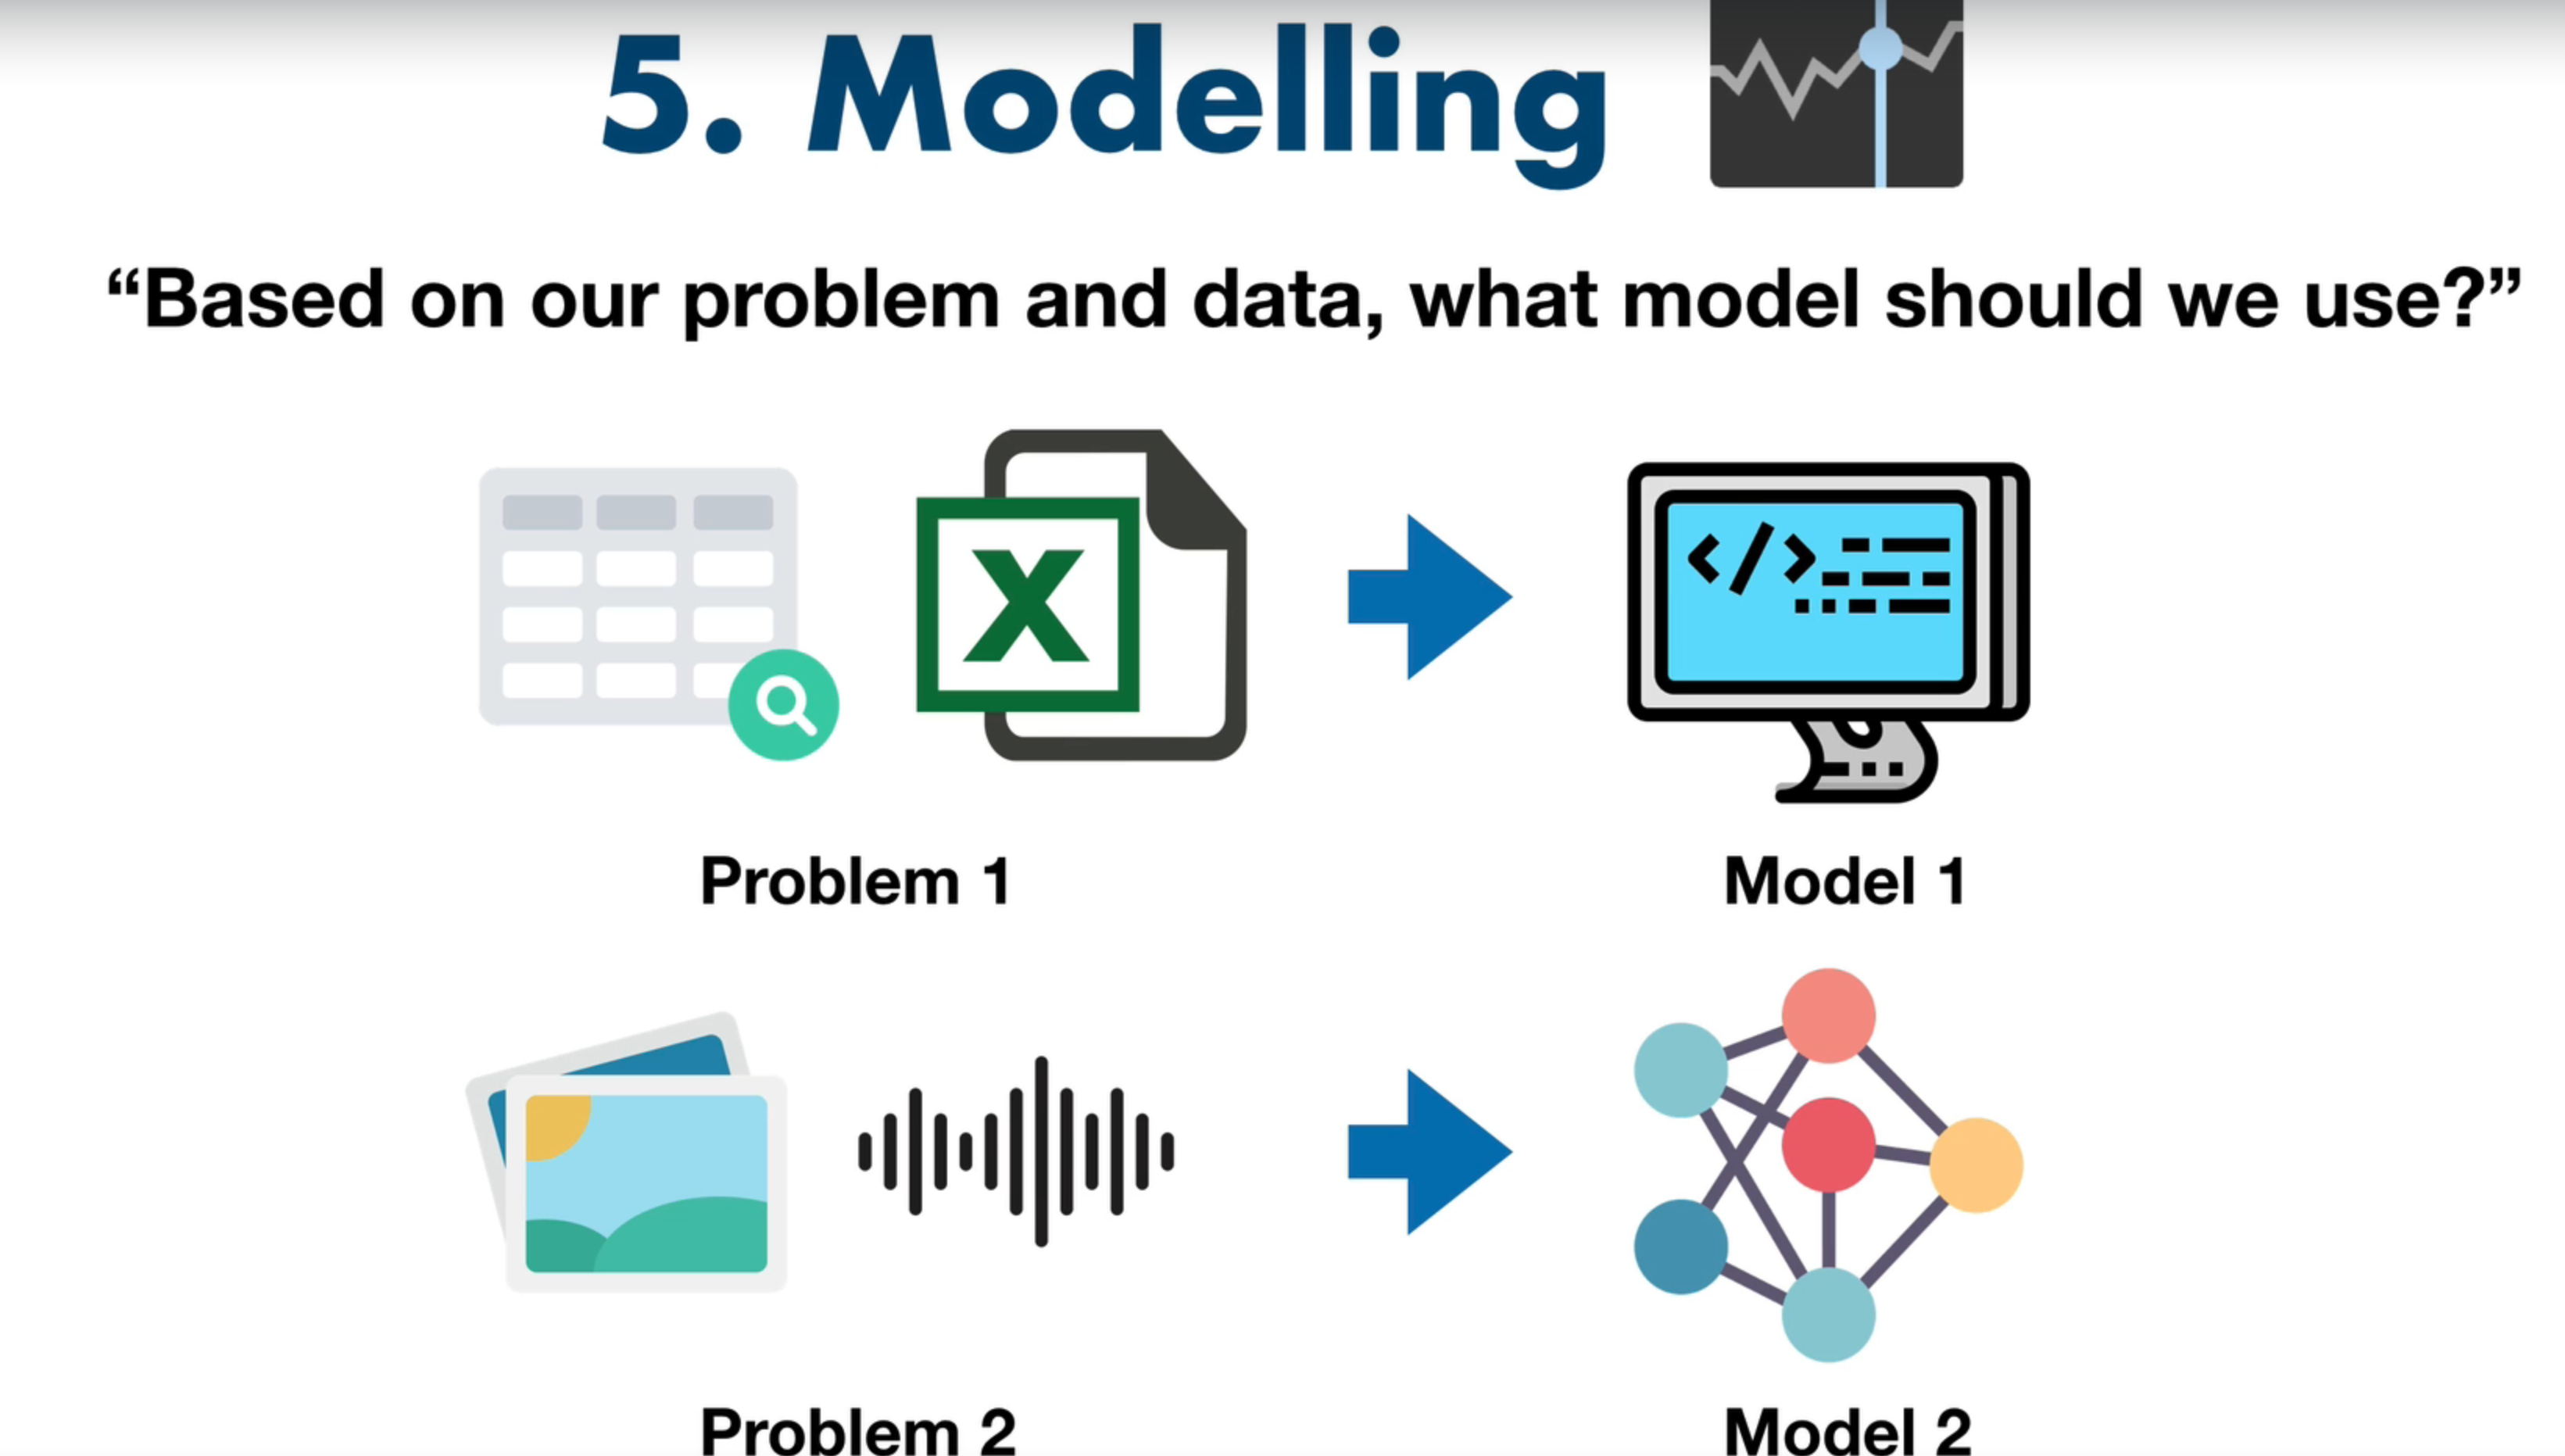 5. Modelling
“Based on our problem and data, what model should we use?”
X
</>
Problem 1
Model 1
Problem 2
Model 2